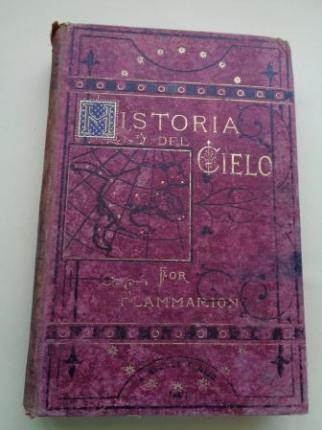 HISTORIA
DEL
CIELO
POR
FLAMMARION